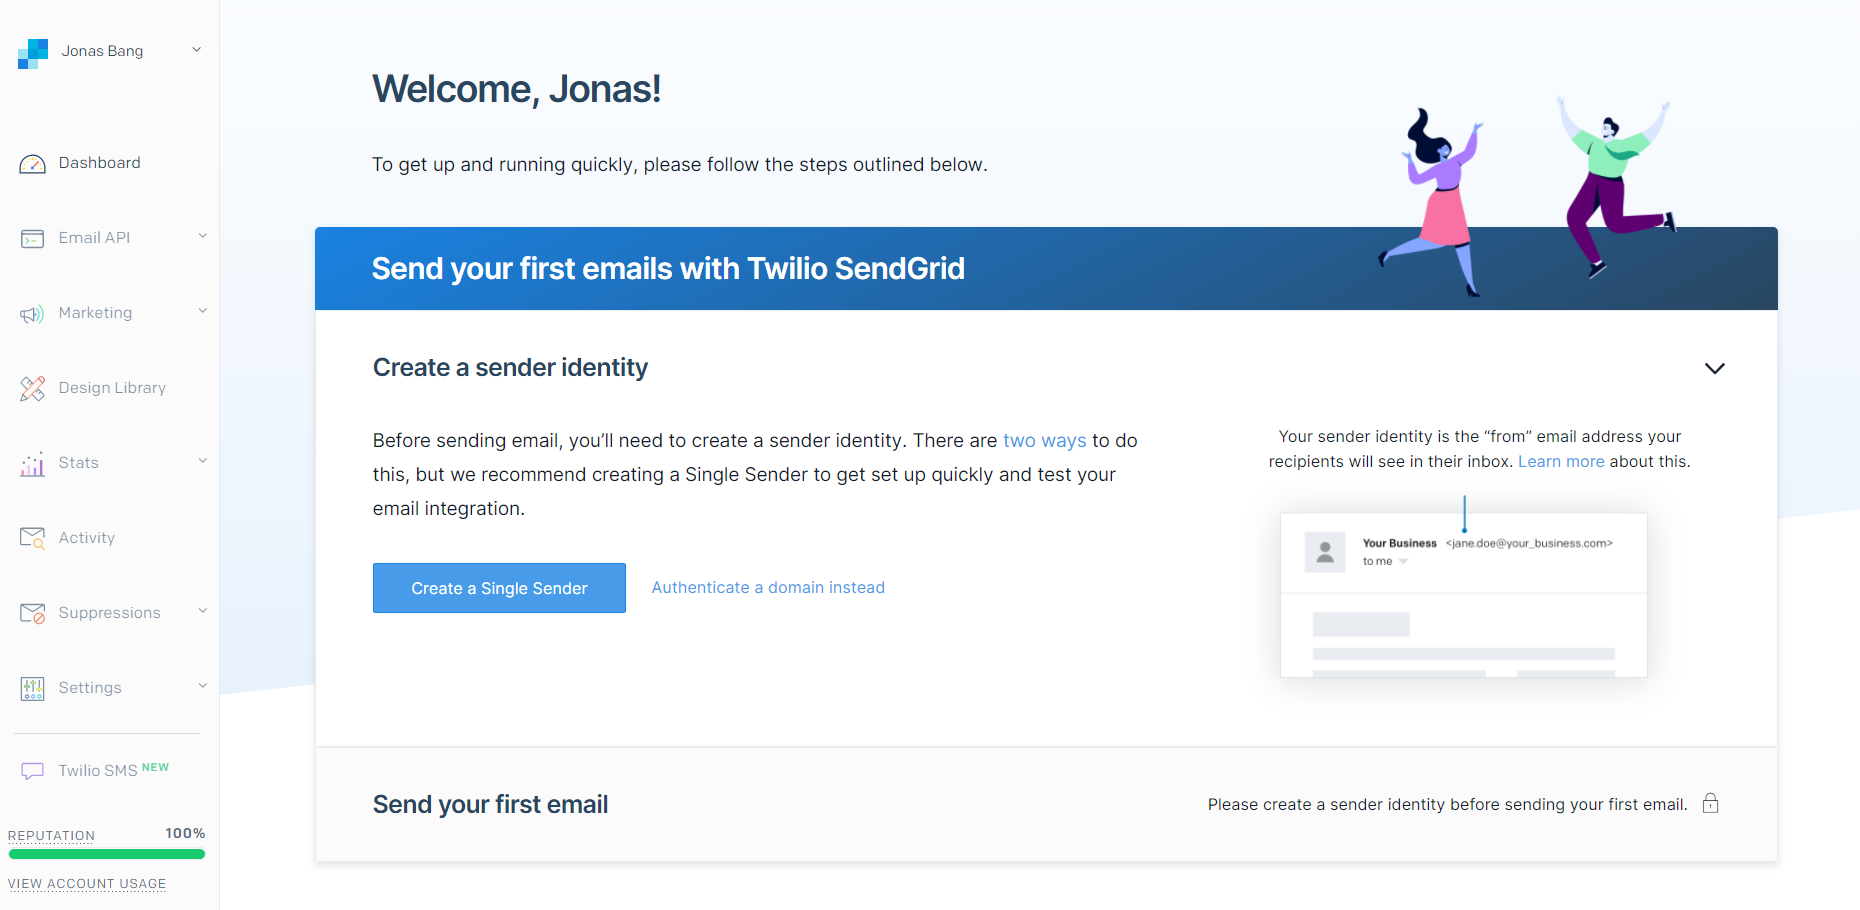 Jonas Bang
Dashboard
Email API
Marketing
Design Library
Stats
Activity
Suppressions
Settings
Twilio SMS NEW
REPUTATION 100%
VIEW ACCOUNT USAGE
Welcome, Jonas!
To get up and running quickly, please follow the steps outlined below.
Send your first emails with Twilio SendGrid
Create a sender identity
Before sending email, you’ll need to create a sender identity. There are two ways to do
this, but we recommend creating a Single Sender to get set up quickly and test your
email integration.
Create a Single Sender
Authenticate a domain instead
Your sender identity is the “from” email address your
recipients will see in their inbox. Learn more about this.
Your Business <jane.doe@your_business.com>
to me
Send your first email
Please create a sender identity before sending your first email.